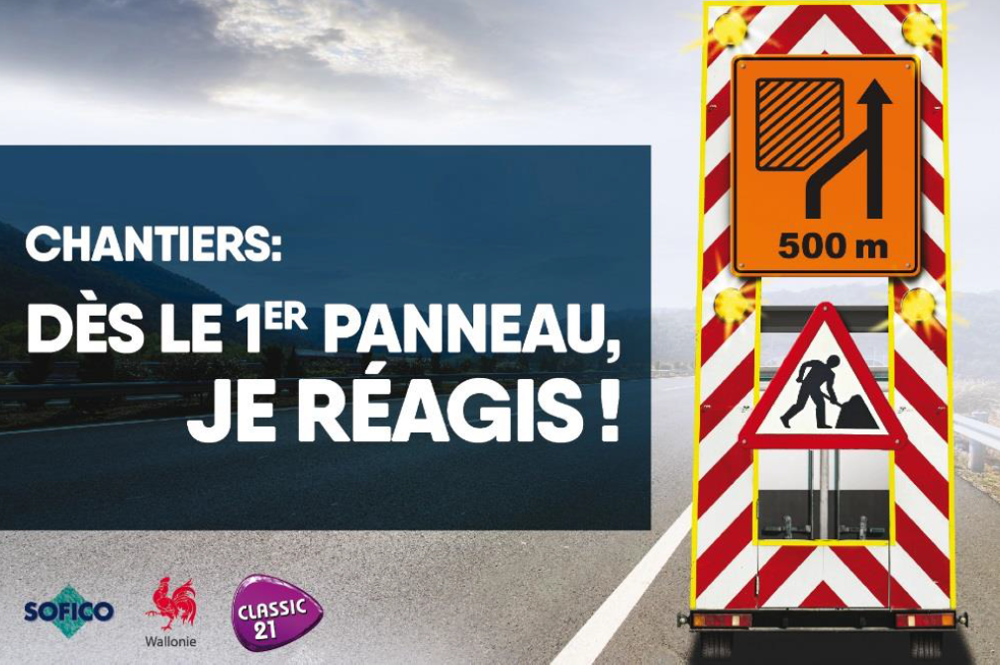 CHANTIERS:
DÈS LE 1ER PANNEAU,
JE RÉAGIS !
500 m
SOFICO
Wallonie
CLASSIC
21